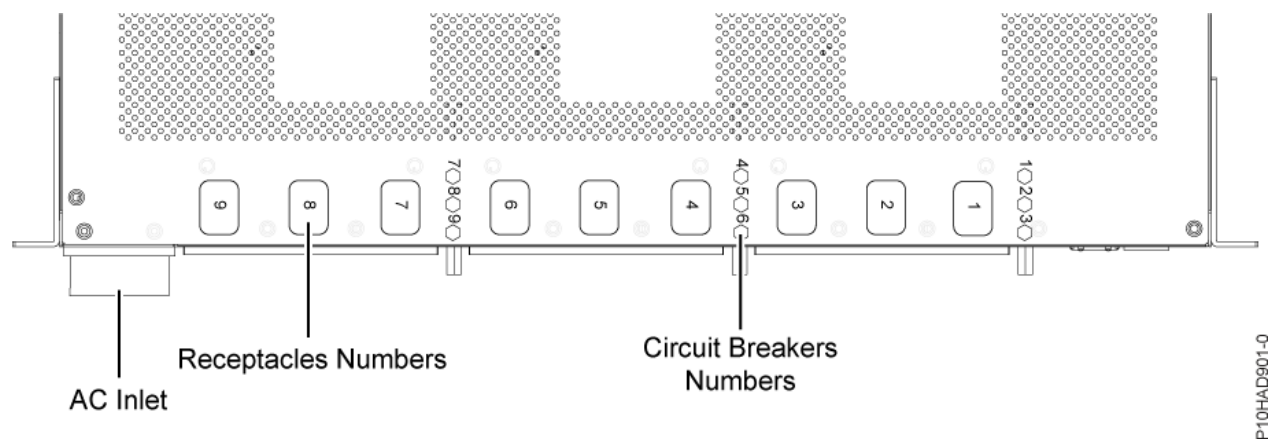 7 8 9
4 5 6
1 2 3
9 8 7 6 5 4 3 2 1
Receptacles Numbers
Circuit Breakers
Numbers
AC Inlet
P10HAD901-0